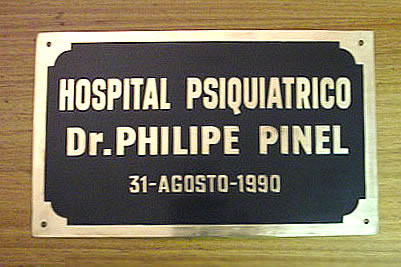 HOSPITAL PSIQUIATRICO
Dr. PHILIPE PINEL
31-AGOSTO-1990